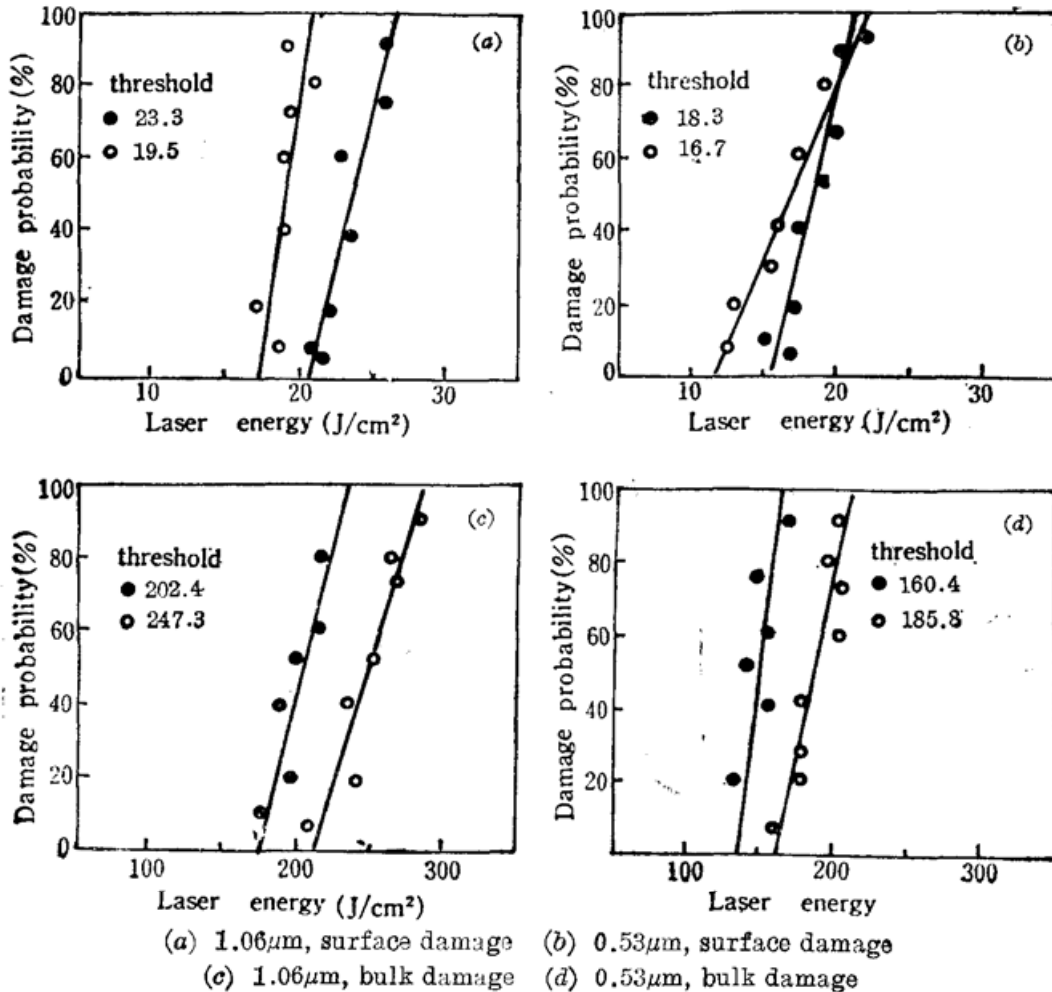 (a)
threshold
● 23.3
○ 19.5
Damage probability (%)
100
80
60
40
20
0
10
20
30
Laser energy (J/cm²)
(b)
threshold
● 18.3
○ 16.7
Damage probability (%)
100
80
60
40
20
0
10
20
30
Laser energy (J/cm²)
(c)
threshold
● 202.4
○ 247.3
Damage probability (%)
100
80
60
40
20
0
100
200
300
Laser energy (J/cm²)
(d)
threshold
● 160.4
○ 185.8
Damage probability (%)
100
80
60
40
20
100
200
300
Laser energy
(a) 1.06μm, surface damage (b) 0.53μm, surface damage
(c) 1.06μm, bulk damage (d) 0.53μm, bulk damage